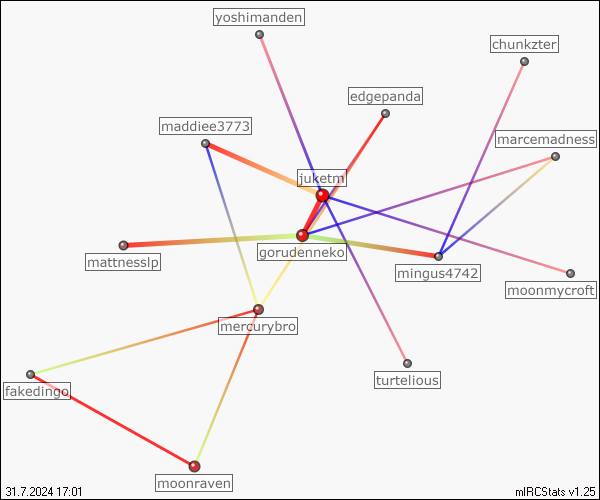 yoshimanden
chunkzter
edgepanda
maddiee3773
marcemadness
juketm
gorudenneko
mattnesslp
mingus4742
moonmycroft
mercurybro
turtelious
fakedingo
moonraven
31.7.2024 17:01
mIRCStats v1.25